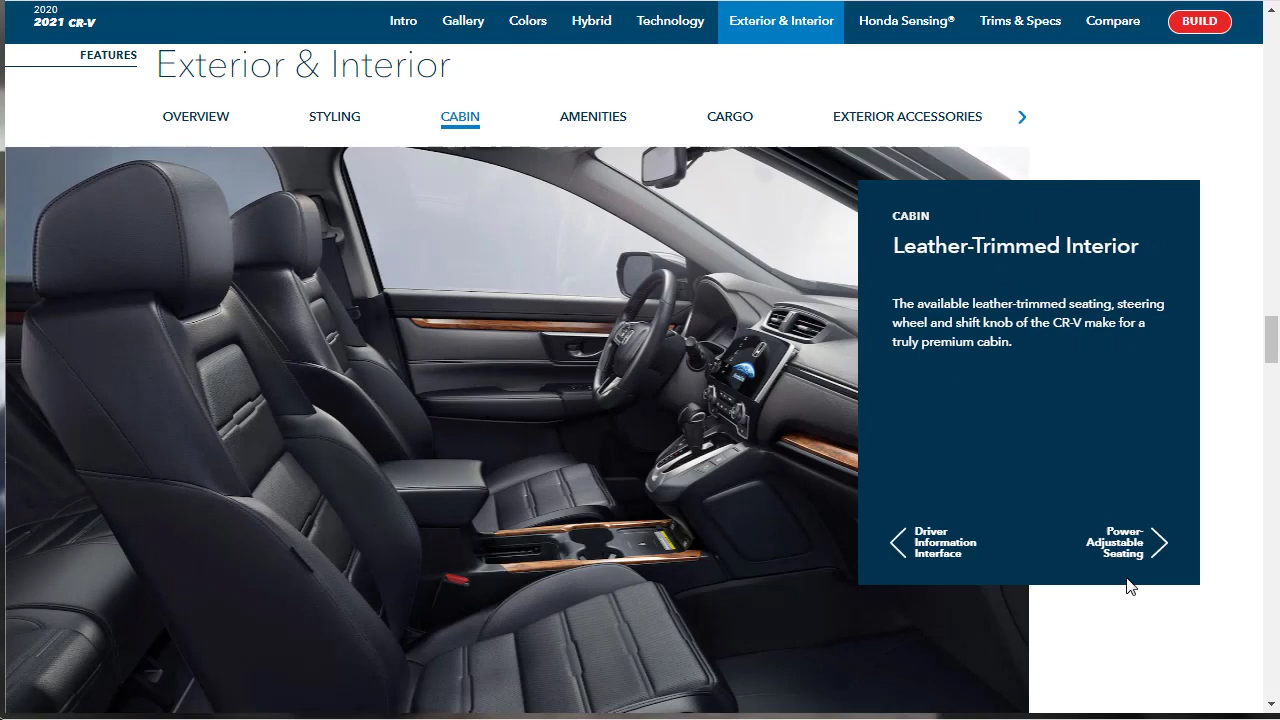 2020
2021 CR-V
Intro
Gallery
Colors
Hybrid
Technology
Exterior & Interior
Honda Sensing®
Trims & Specs
Compare
BUILD
FEATURES
Exterior & Interior
OVERVIEW
STYLING
CABIN
AMENITIES
CARGO
EXTERIOR ACCESSORIES
CABIN
Leather-Trimmed Interior
The available leather-trimmed seating, steering
wheel and shift knob of the CR-V make for a
truly premium cabin.
Driver
Information
Interface
Power-
Adjustable
Seating